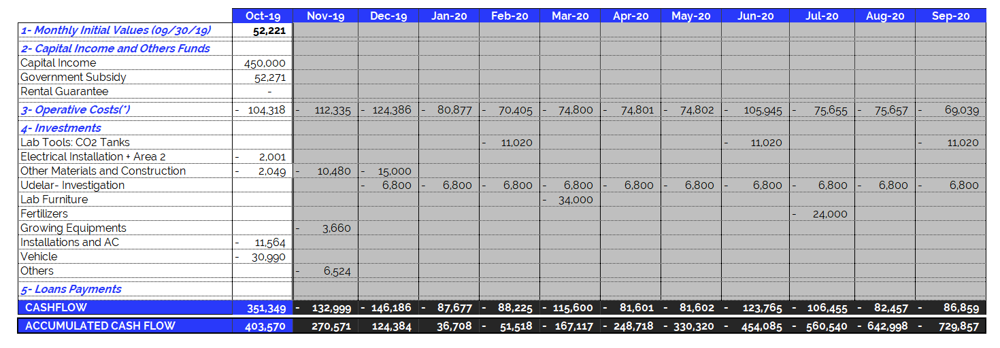 Oct-19 Nov-19 Dec-19 Jan-20 Feb-20 Mar-20 Apr-20 May-20 Jun-20 Jul-20 Aug-20 Sep-20
1- Monthly Initial Values (09/30/19) 52,221
2- Capital Income and Others Funds
Capital Income 450,000
Government Subsidy 52,271
Rental Guarantee -
3- Operative Costs(*) - 104,318 - 112,335 - 124,386 - 80,877 - 70,405 - 74,800 - 74,801 - 74,802 - 105,945 - 75,655 - 75,657 - 69,039
4- Investments
Lab Tools: CO2 Tanks - 11,020 - 11,020 - 11,020
Electrical Installation + Area 2 - 2,001
Other Materials and Construction - 2,049 - 10,480 - 15,000
Udelar- Investigation - 6,800 - 6,800 - 6,800 - 6,800 - 6,800 - 6,800 - 6,800 - 6,800 - 6,800 - 6,800
Lab Furniture - 34,000
Fertilizers - 24,000
Growing Equipments - 3,660
Installations and AC - 11,564
Vehicle - 30,990
Others - 6,524
5- Loans Payments
CASHFLOW 351,349 - 132,999 - 146,186 - 87,677 - 88,225 - 115,600 - 81,601 - 81,602 - 123,765 - 106,455 - 82,457 - 86,859
ACCUMULATED CASH FLOW 403,570 270,571 124,384 36,708 - 51,518 - 167,117 - 248,718 - 330,320 - 454,085 - 560,540 - 642,998 - 729,857